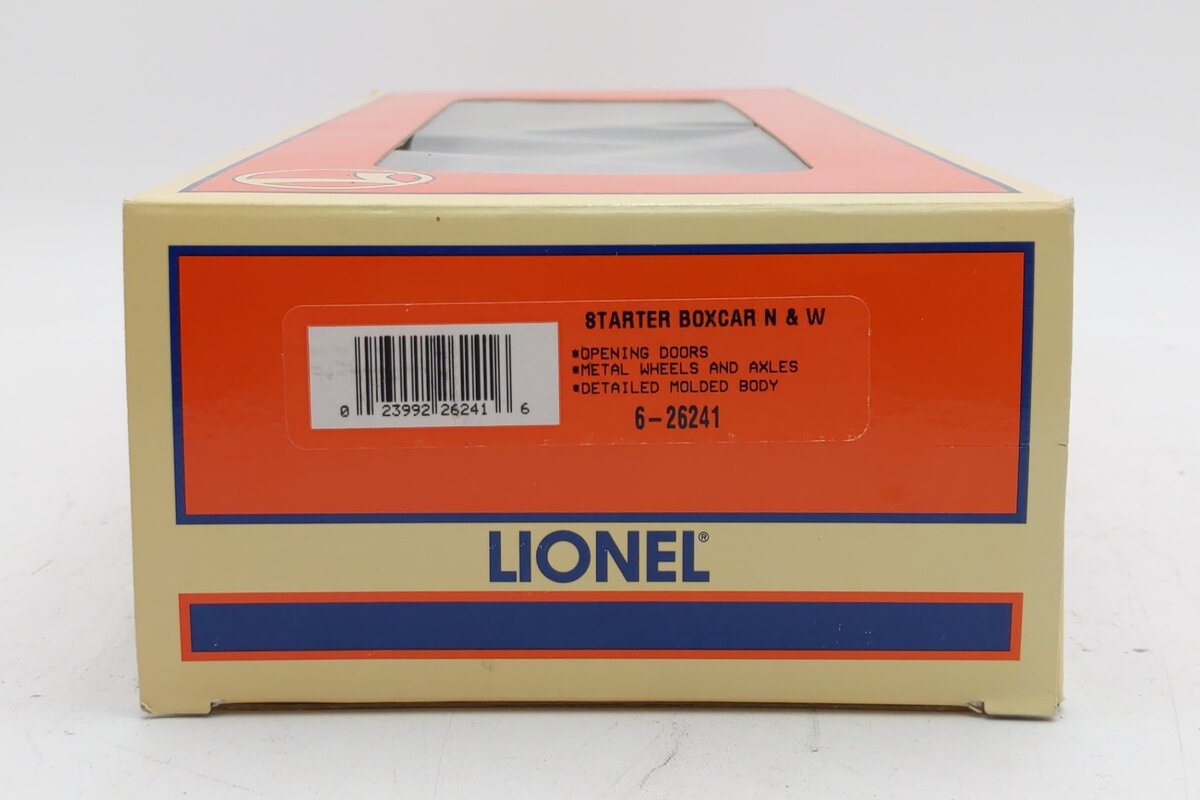 STARTER BOXCAR N & W
*OPENING DOORS
*METAL WHEELS AND AXLES
*DETAILED MOLDED BODY
6-26241
0 23992 26241 6
LIONEL®